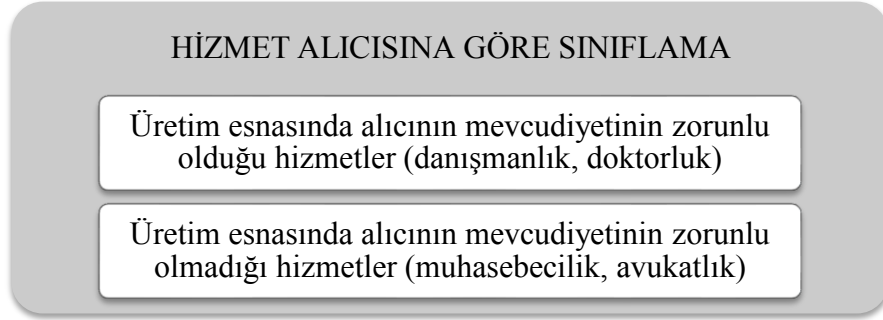 HİZMET ALICISINA GÖRE SINIFLAMA
Üretim esnasında alıcının mevcudiyetinin zorunlu
olduğu hizmetler (danışmanlık, doktorluk)
Üretim esnasında alıcının mevcudiyetinin zorunlu
olmadığı hizmetler (muhasebecilik, avukatlık)